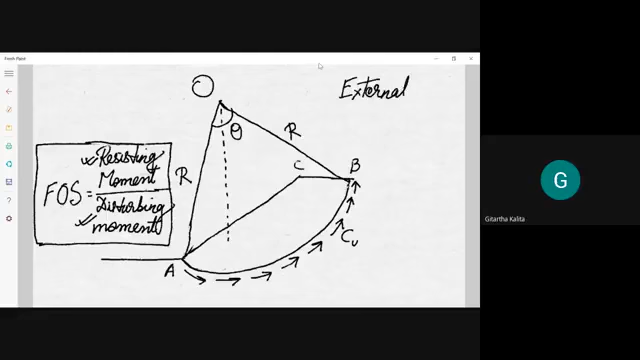 Fresh Paint
O
External
θ
R
C
B
R
Resisting
Moment
FOS =
Disturbing
moment
Cu
A
G
Gitartha Kalita